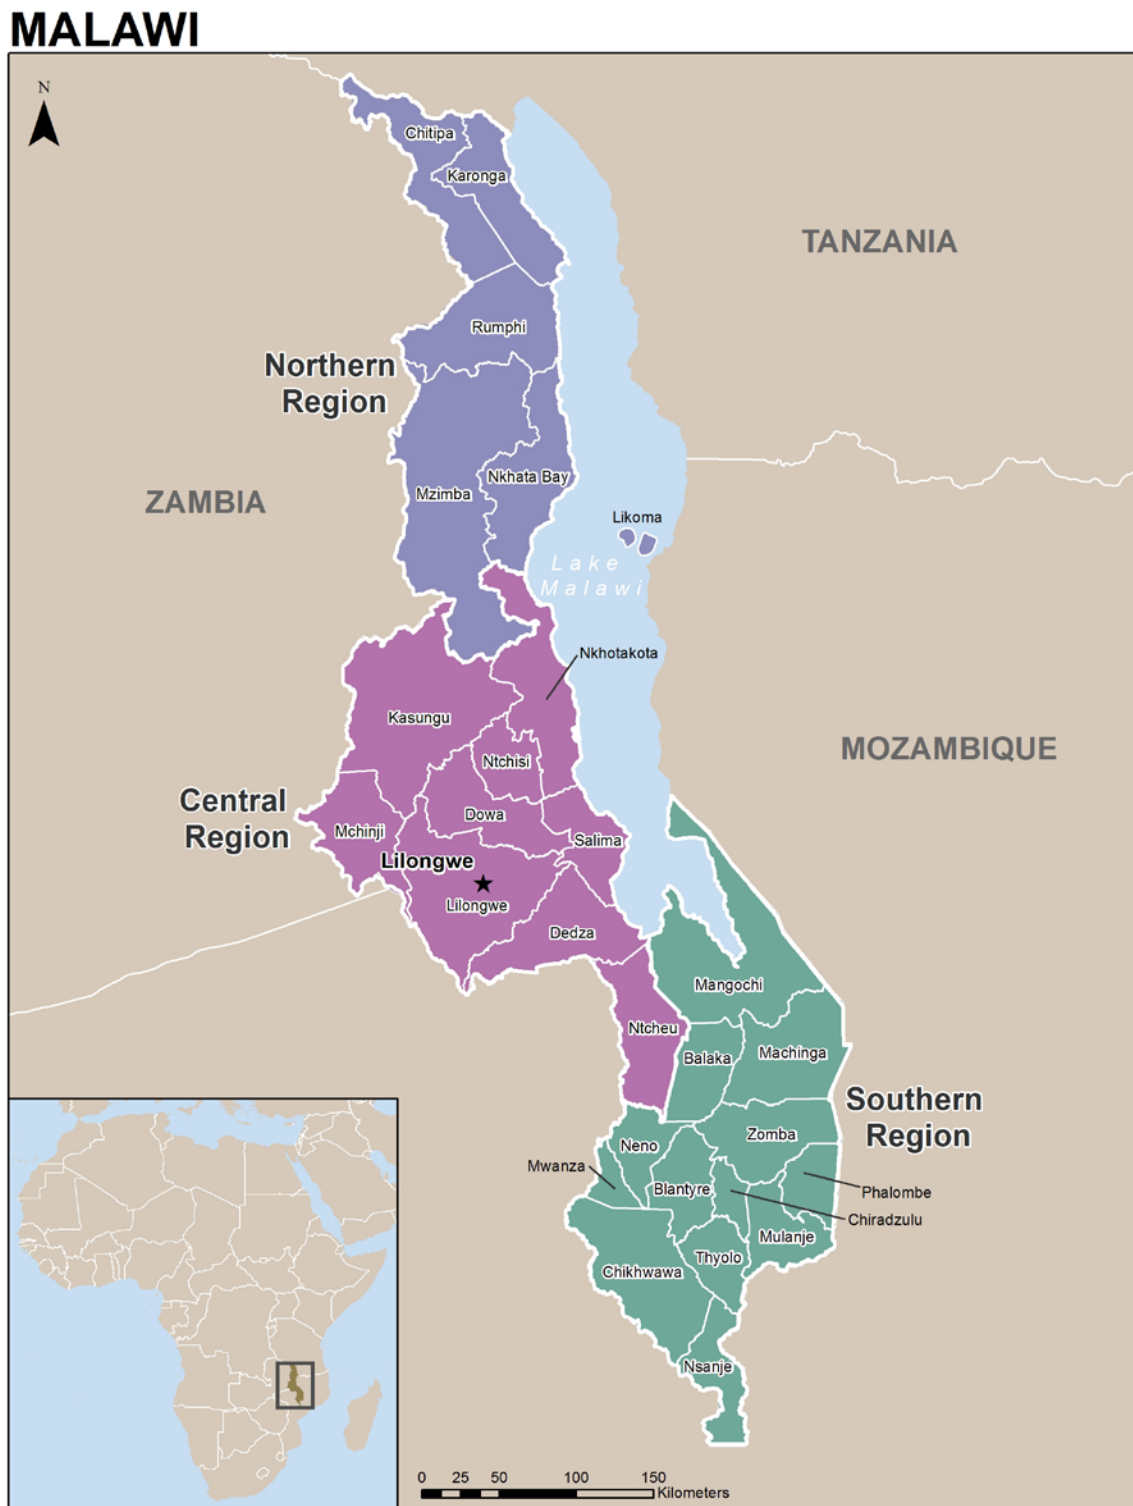 MALAWI
N
Chitipa
Karonga
TANZANIA
Rumphi
Northern
Region
Nkhata Bay
Mzimba
ZAMBIA
Likoma
Lake
Malawi
Nkhotakota
Kasungu
MOZAMBIQUE
Ntchisi
Central
Region
Dowa
Mchinji
Salima
Lilongwe
Lilongwe
Dedza
Mangochi
Ntcheu
Balaka
Machinga
Southern
Region
Zomba
Neno
Mwanza
Blantyre
Phalombe
Chiradzulu
Mulanje
Thyolo
Chikhwawa
Nsanje
0 25 50 100 150
Kilometers